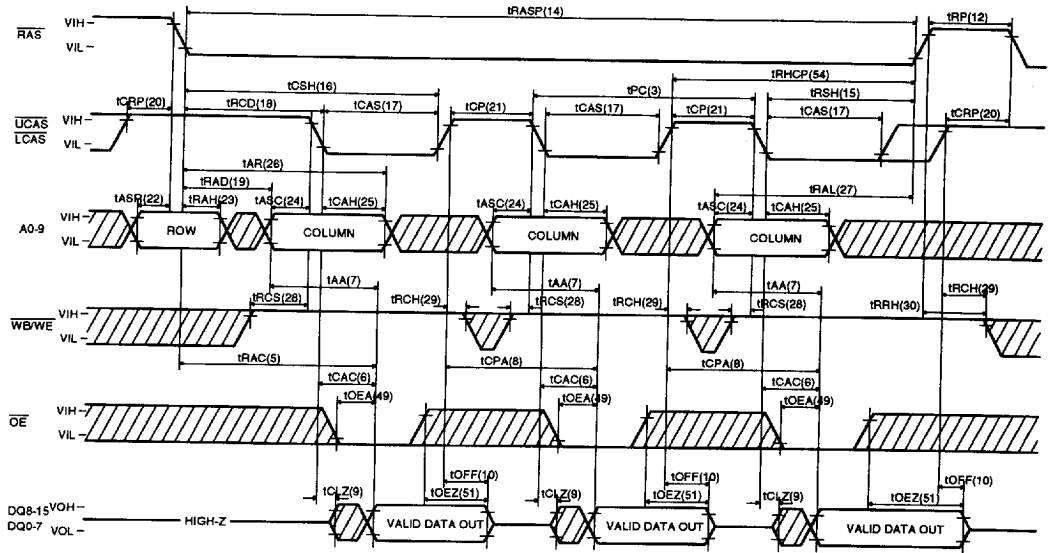 tRASP(14) tRP(12)
RAS VIH
VIL
tRHCP(54)
tCSH(16) tPC(3) tRSH(15)
tCRP(20) tRCD(18) tCAS(17) tCP(21) tCAS(17) tCP(21) tCAS(17) tCRP(20)
UCAS VIH
LCAS VIL
tAR(26)
tRAD(19) tRAL(27)
tASR(22) tRAH(23) tASC(24) tCAH(25) tASC(24) tCAH(25) tASC(24) tCAH(25)
A0-9 VIH
VIL
ROW COLUMN COLUMN COLUMN
tAA(7) tAA(7) tAA(7)
tRCS(28) tRCH(29) tRCS(28) tRCH(29) tRCS(28) tRRH(30) tRCH(29)
WB/WE VIH
VIL
tRAC(5) tCPA(8) tCPA(8)
tCAC(6) tCAC(6) tCAC(6)
tOEA(49) tOEA(49) tOEA(49)
OE VIH
VIL
tOFF(10) tOFF(10) tOFF(10)
tCLZ(9) tOEZ(51) tCLZ(9) tOEZ(51) tCLZ(9) tOEZ(51)
DQ8-15 VOH
DQ0-7 VOL
HIGH-Z VALID DATA OUT VALID DATA OUT VALID DATA OUT